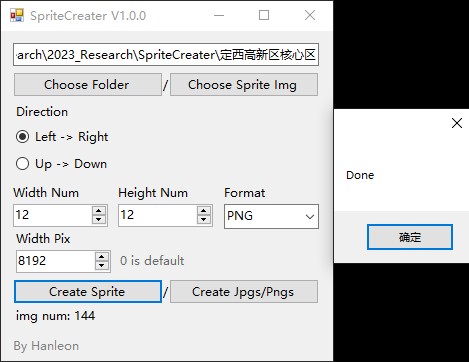 SpriteCreater V1.0.0
arch\2023_Research\SpriteCreater\定西高新区核心区
Choose Folder / Choose Sprite Img
Direction
Left -> Right
Up -> Down
Width Num Height Num Format
12 12 PNG
Width Pix
8192 0 is default
Create Sprite / Create Jpgs/Pngs
img num: 144
By Hanleon
Done
确定